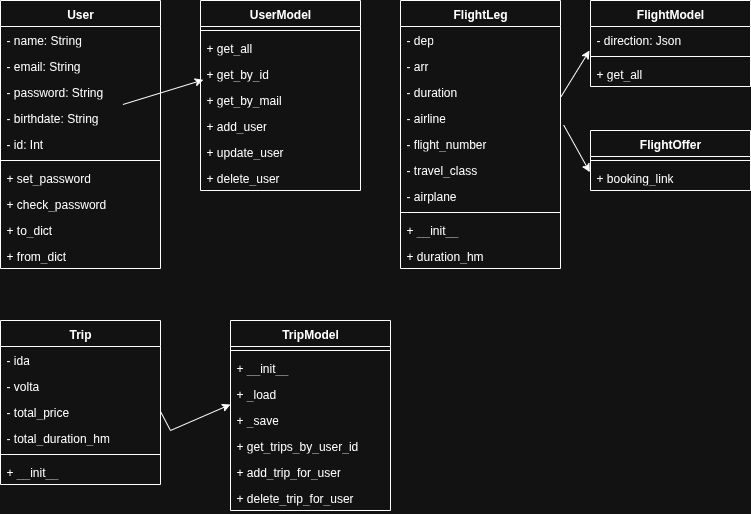 User
- name: String
- email: String
- password: String
- birthdate: String
- id: Int
+ set_password
+ check_password
+ to_dict
+ from_dict
UserModel
+ get_all
+ get_by_id
+ get_by_mail
+ add_user
+ update_user
+ delete_user
FlightLeg
- dep
- arr
- duration
- airline
- flight_number
- travel_class
- airplane
+ __init__
+ duration_hm
FlightModel
- direction: Json
+ get_all
FlightOffer
+ booking_link
Trip
- ida
- volta
- total_price
- total_duration_hm
+ __init__
TripModel
+ __init__
+ _load
+ _save
+ get_trips_by_user_id
+ add_trip_for_user
+ delete_trip_for_user